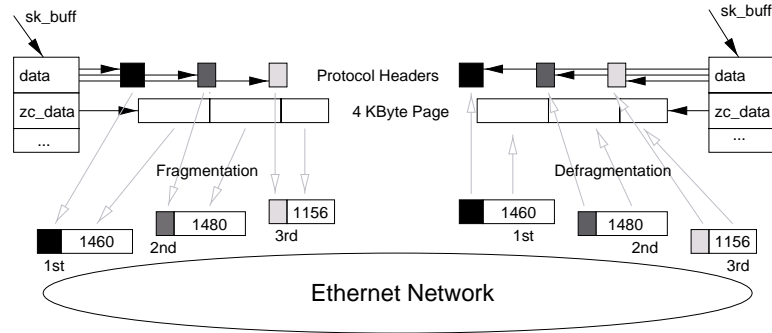 sk_buff
sk_buff
data
Protocol Headers
data
zc_data
4 KByte Page
zc_data
...
...
Fragmentation
Defragmentation
1460
1480
1156
1460
1480
1156
1st
2nd
3rd
1st
2nd
3rd
Ethernet Network